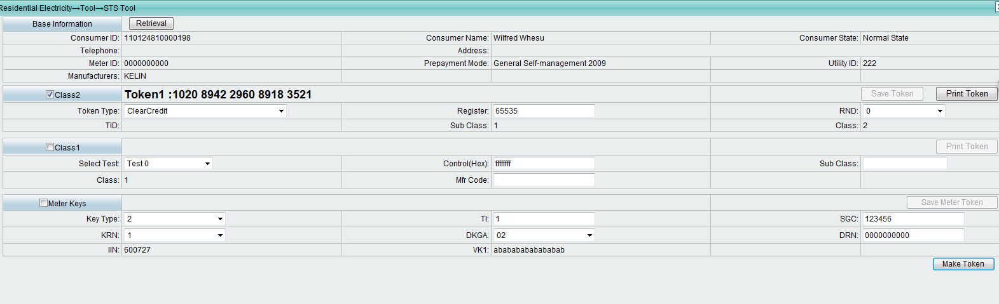 Residential Electricity→Tool→STS Tool
Base Information Retrieval
Consumer ID: 110124810000198 Consumer Name: Wilfred Whesu Consumer State: Normal State
Telephone: Address:
Meter ID: 0000000000 Prepayment Mode: General Self-management 2009 Utility ID: 222
Manufacturers: KELIN
Class2 Token1 :1020 8942 2960 8918 3521 Save Token Print Token
Token Type: ClearCredit Register: 65535 RND: 0
TID: Sub Class: 1 Class: 2
Class1 Print Token
Select Test: Test 0 Control(Hex): ffffffff Sub Class:
Class: 1 Mfr Code:
Meter Keys Save Meter Token
Key Type: 2 TI: 1 SGC: 123456
KRN: 1 DKGA: 02 DRN: 0000000000
IIN: 600727 VK1: abababababababab
Make Token